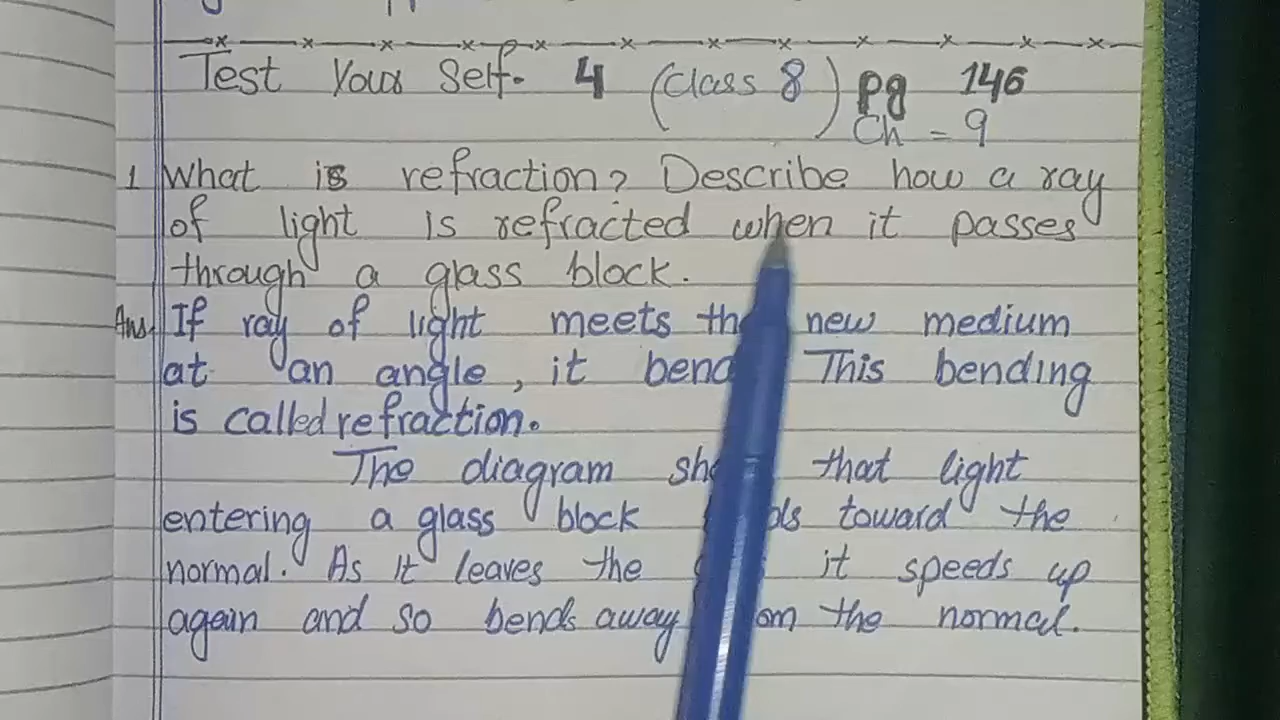 Test Your Self. 4 (Class 8) pg 146
Ch = 9
1 What is refraction? Describe how a ray
of light is refracted when it passes
through a glass block.
Ans. If ray of light meets the new medium
at an angle, it bend This bending
is called refraction.
The diagram sh that light
entering a glass block toward the
normal. As it leaves the it speeds up
again and so bends away the normal.